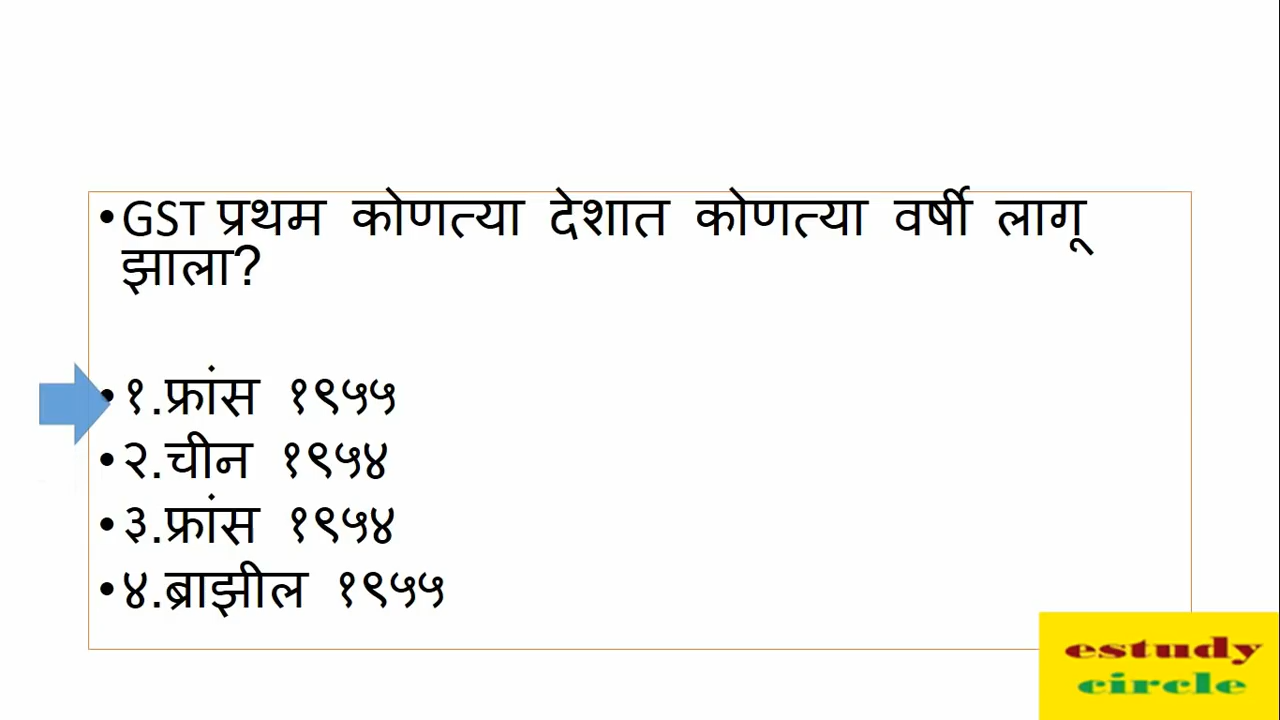 •GST प्रथम कोणत्या देशात कोणत्या वर्षी लागू
झाला?
•१.फ्रांस १९५५
•२.चीन १९५४
•३.फ्रांस १९५४
•४.ब्राझील १९५५
estudy
circle